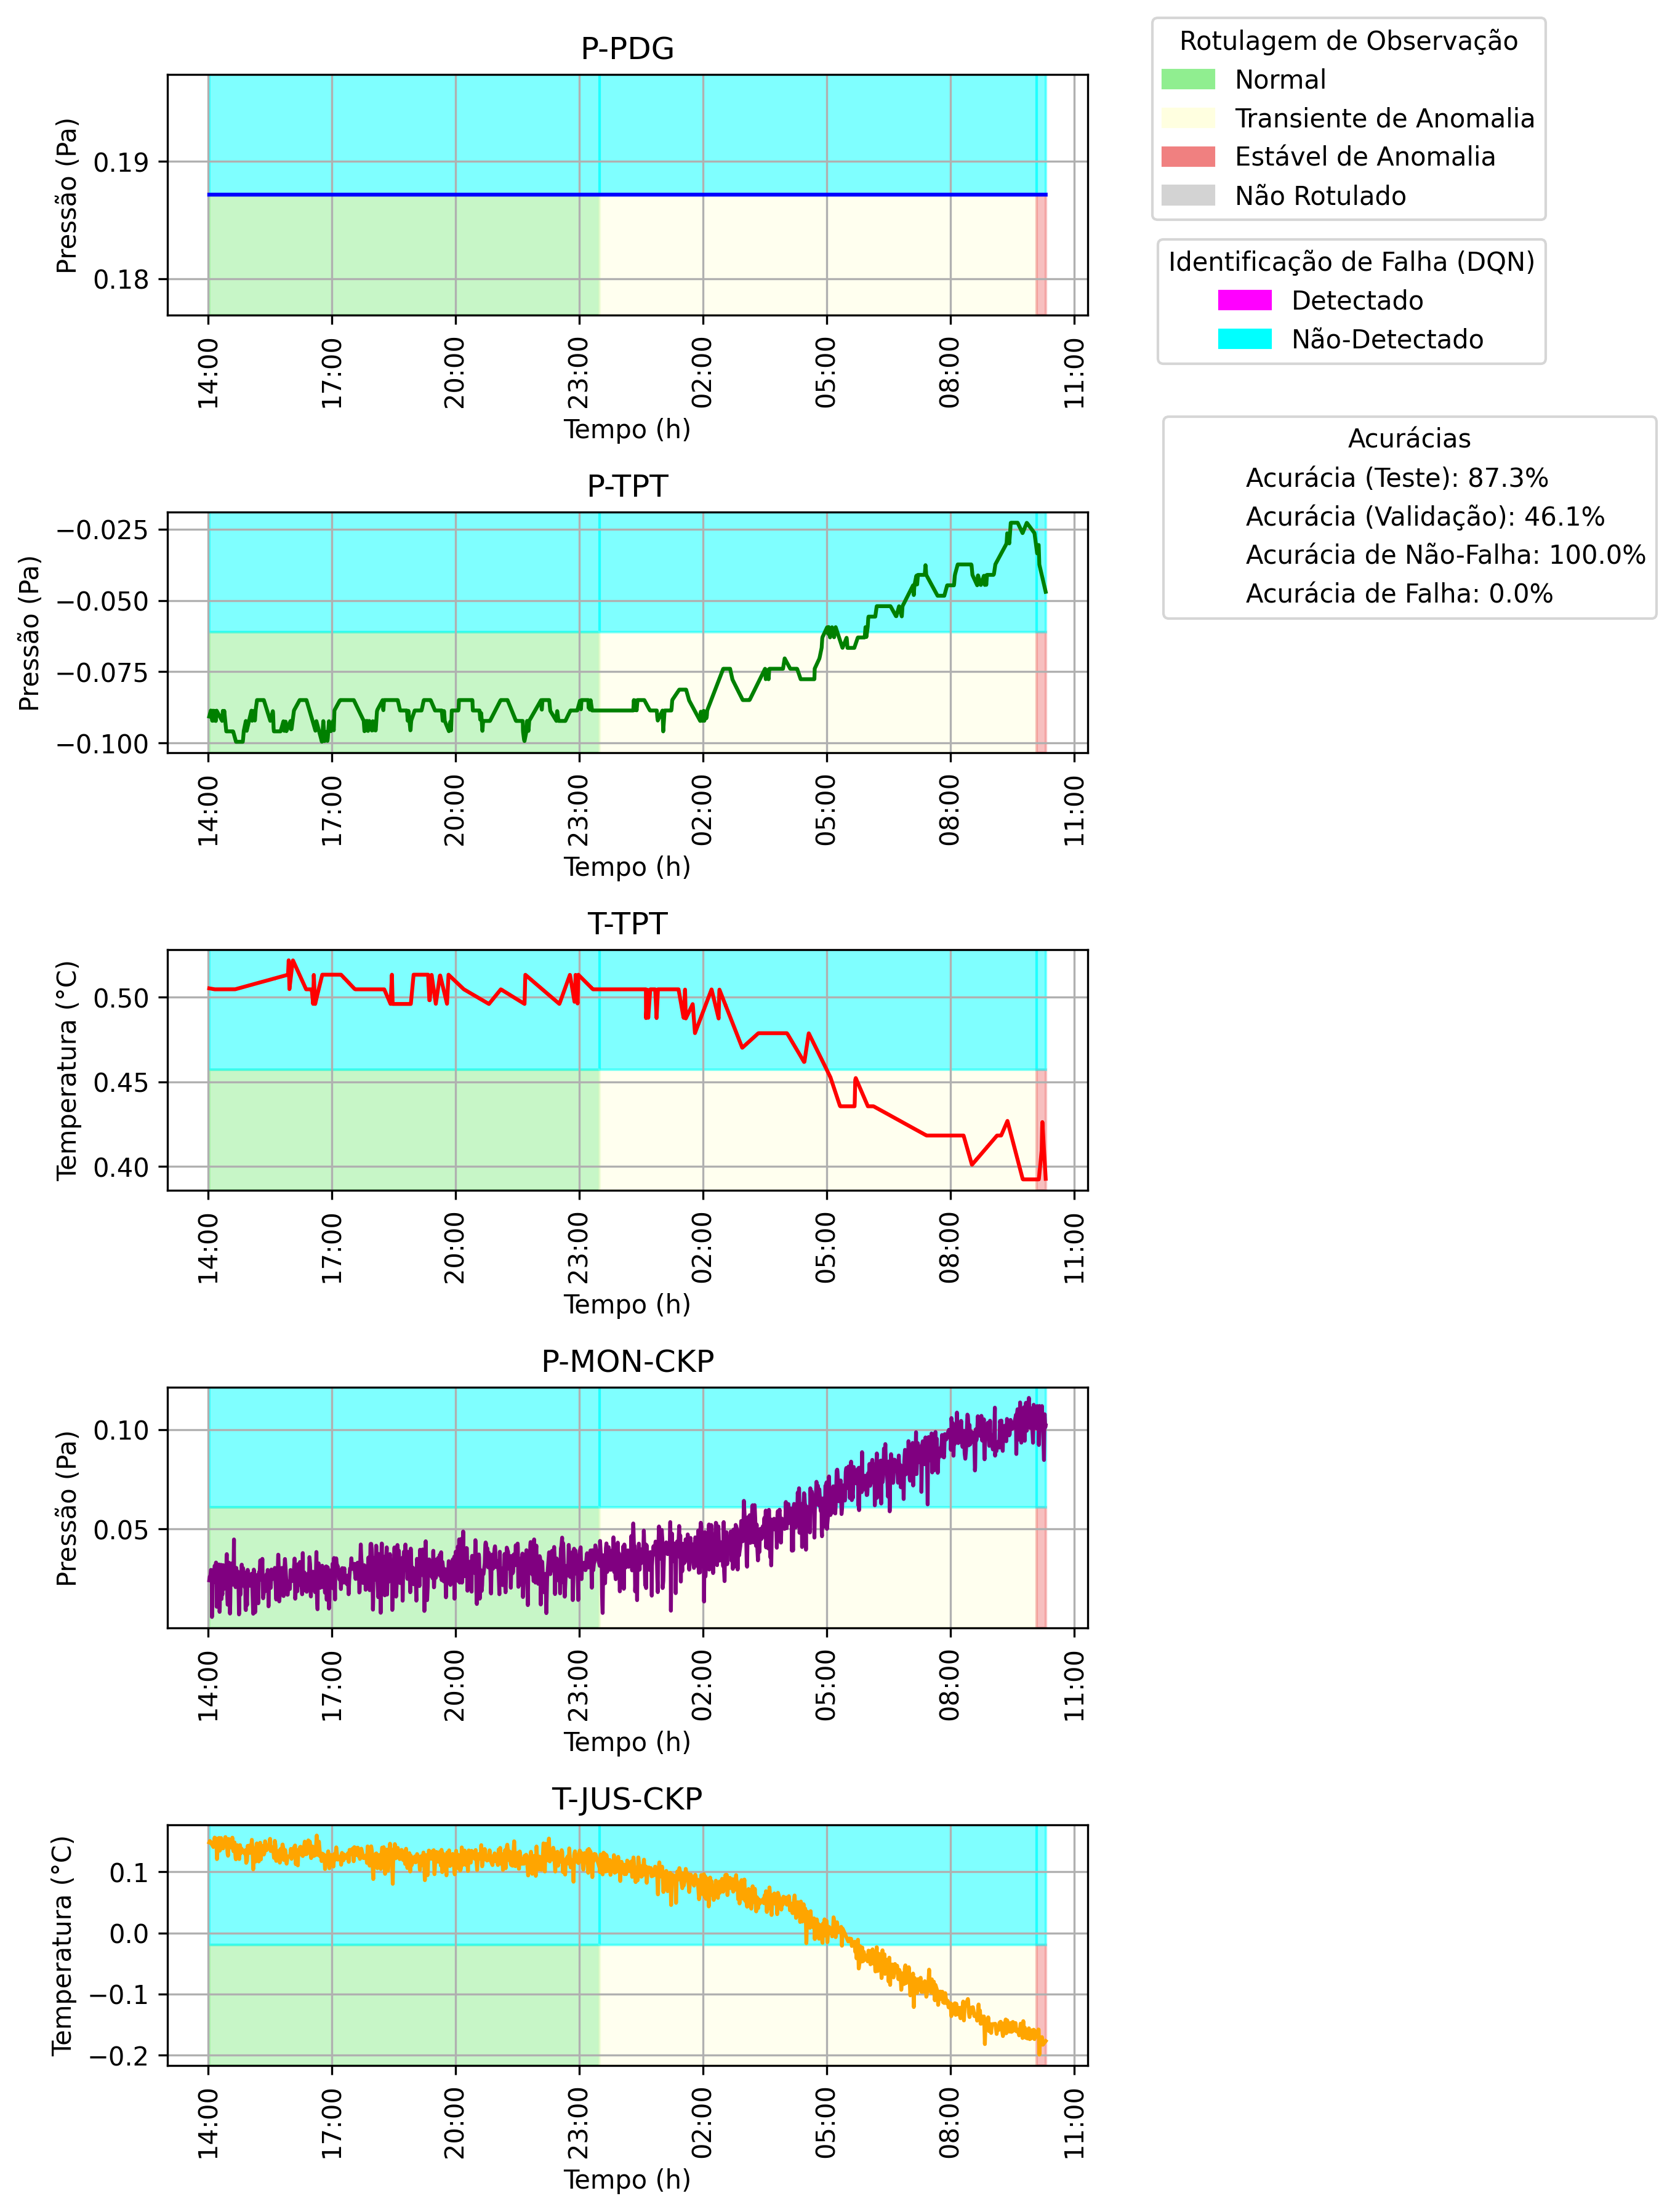 P-PDG
Pressão (Pa)
0.19
0.18
14:00
17:00
20:00
23:00
02:00
05:00
08:00
11:00
Tempo (h)
Rotulagem de Observação
Normal
Transiente de Anomalia
Estável de Anomalia
Não Rotulado
Identificação de Falha (DQN)
Detectado
Não-Detectado
Acurácias
Acurácia (Teste): 87.3%
Acurácia (Validação): 46.1%
Acurácia de Não-Falha: 100.0%
Acurácia de Falha: 0.0%
P-TPT
Pressão (Pa)
−0.025
−0.050
−0.075
−0.100
14:00
17:00
20:00
23:00
02:00
05:00
08:00
11:00
Tempo (h)
T-TPT
Temperatura (°C)
0.50
0.45
0.40
14:00
17:00
20:00
23:00
02:00
05:00
08:00
11:00
Tempo (h)
P-MON-CKP
Pressão (Pa)
0.10
0.05
14:00
17:00
20:00
23:00
02:00
05:00
08:00
11:00
Tempo (h)
T-JUS-CKP
Temperatura (°C)
0.1
0.0
−0.1
−0.2
14:00
17:00
20:00
23:00
02:00
05:00
08:00
11:00
Tempo (h)